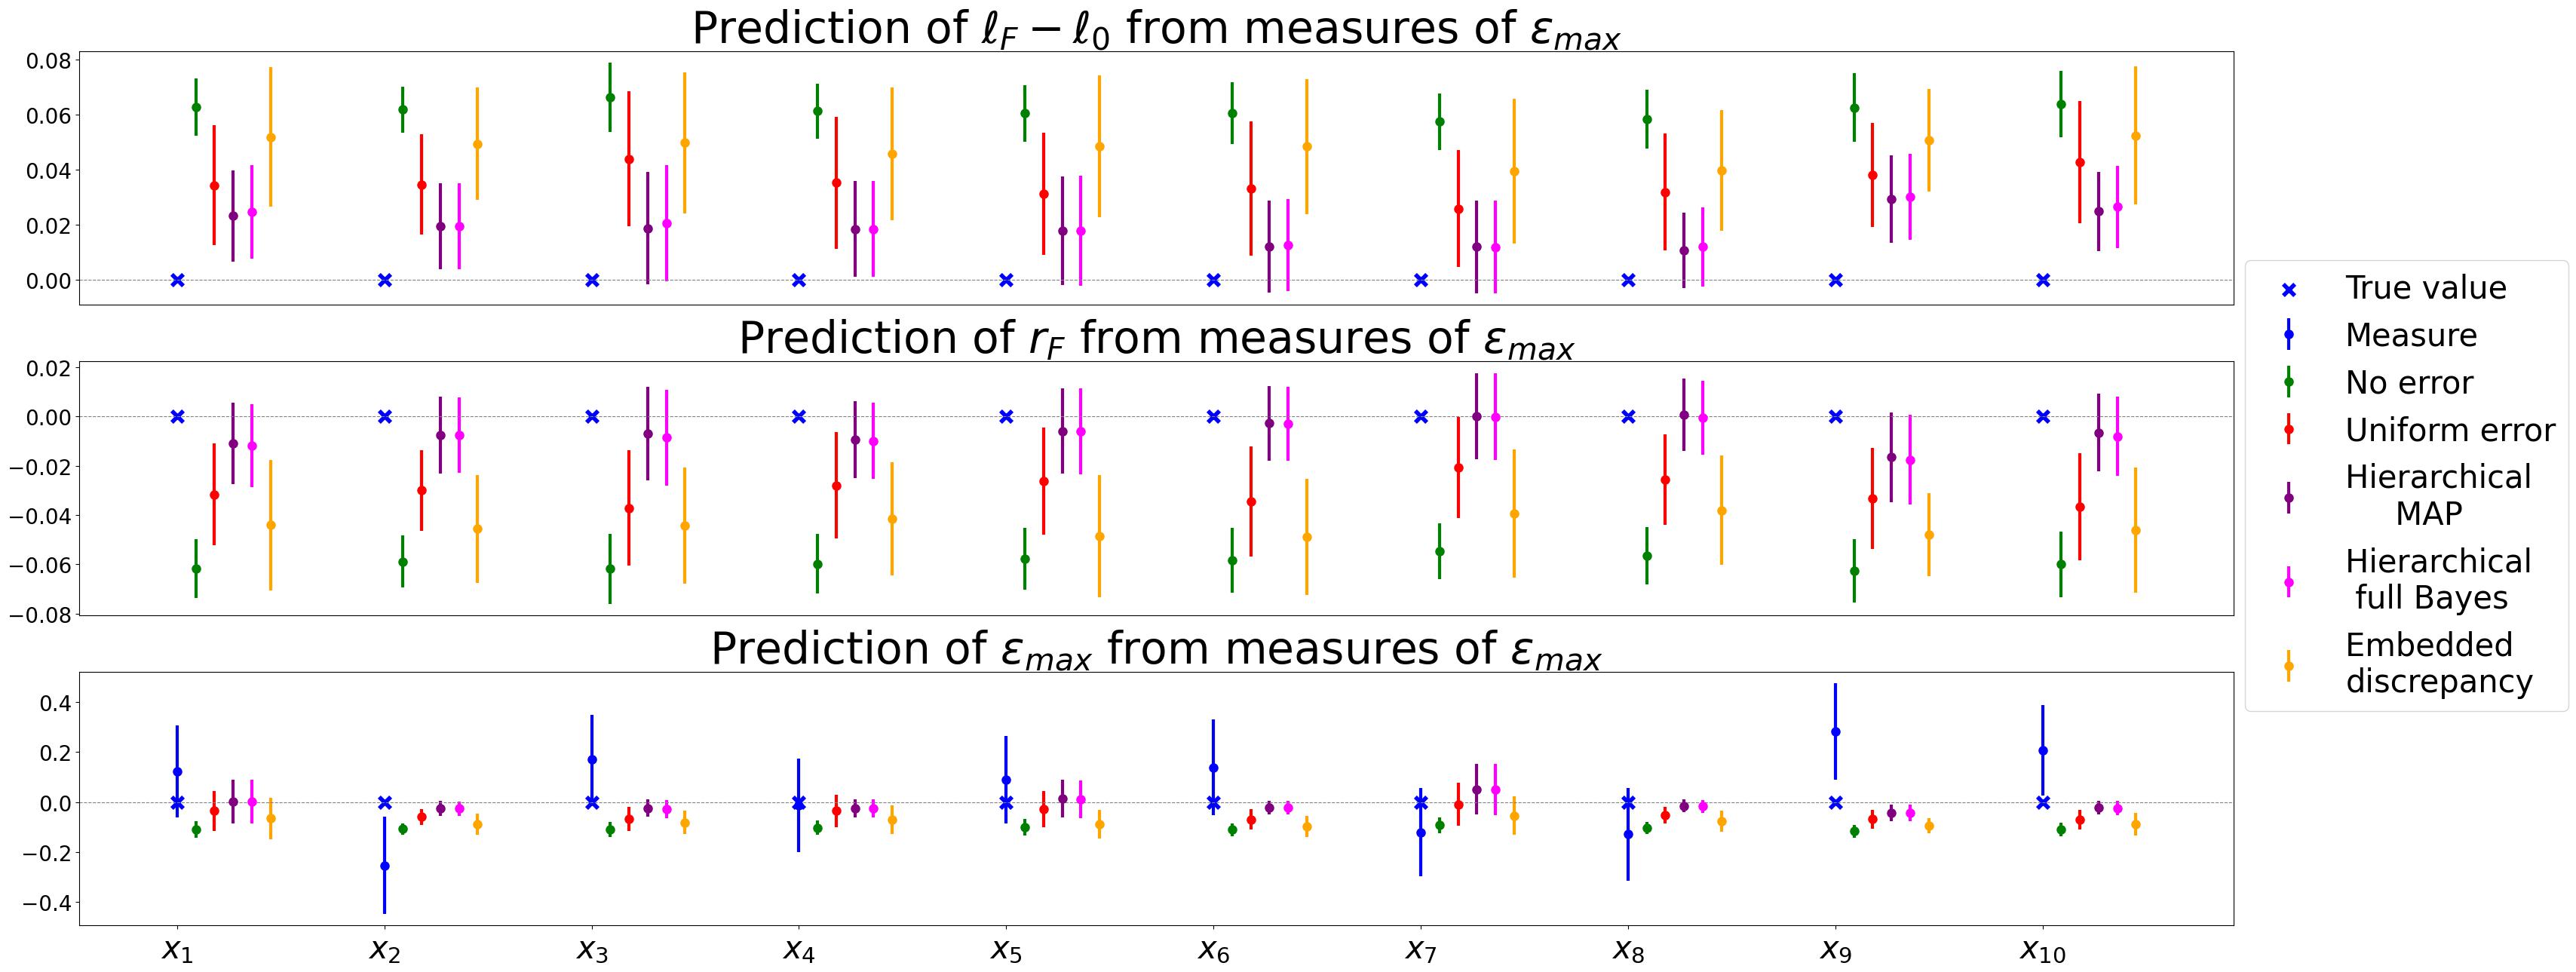 Prediction of ℓ_F − ℓ_0 from measures of ε_max
0.08
0.06
0.04
0.02
0.00
Prediction of r_F from measures of ε_max
0.02
0.00
−0.02
−0.04
−0.06
−0.08
Prediction of ε_max from measures of ε_max
0.4
0.2
0.0
−0.2
−0.4
x_1 x_2 x_3 x_4 x_5 x_6 x_7 x_8 x_9 x_10
True value
Measure
No error
Uniform error
Hierarchical
MAP
Hierarchical
full Bayes
Embedded
discrepancy